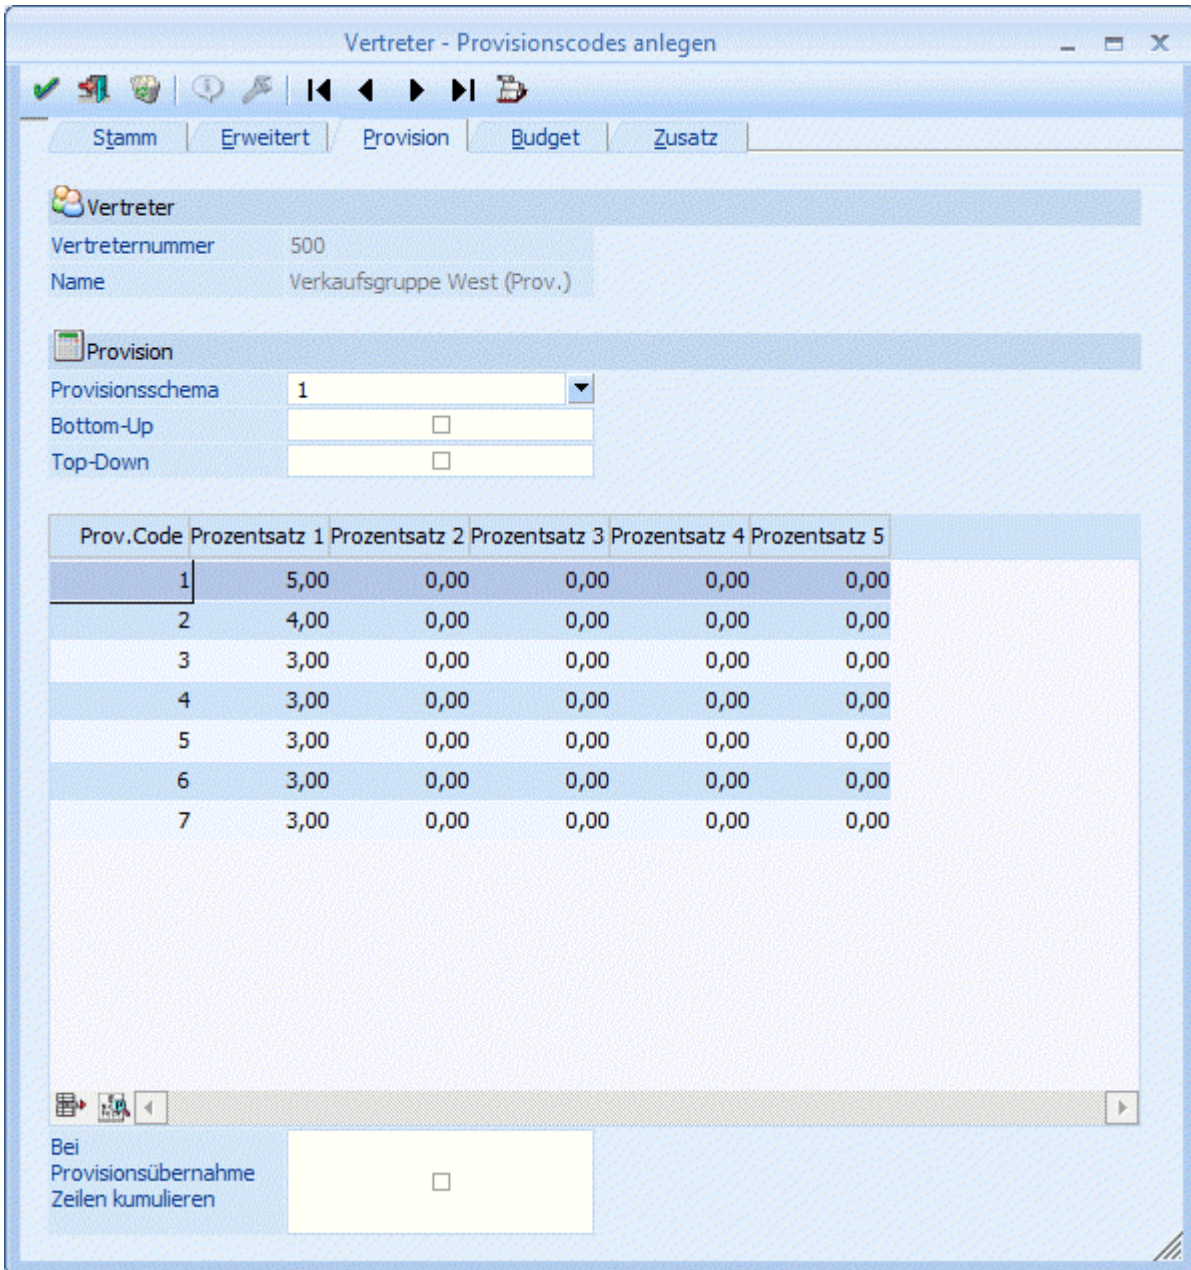 Vertreter - Provisionscodes anlegen
Stamm Erweitert Provision Budget Zusatz
Vertreter
Vertreternummer 500
Name Verkaufsgruppe West (Prov.)
Provision
Provisionsschema 1
Bottom-Up
Top-Down
Prov.Code Prozentsatz 1 Prozentsatz 2 Prozentsatz 3 Prozentsatz 4 Prozentsatz 5
1 5,00 0,00 0,00 0,00 0,00
2 4,00 0,00 0,00 0,00 0,00
3 3,00 0,00 0,00 0,00 0,00
4 3,00 0,00 0,00 0,00 0,00
5 3,00 0,00 0,00 0,00 0,00
6 3,00 0,00 0,00 0,00 0,00
7 3,00 0,00 0,00 0,00 0,00
Bei
Provisionsübernahme
Zeilen kumulieren